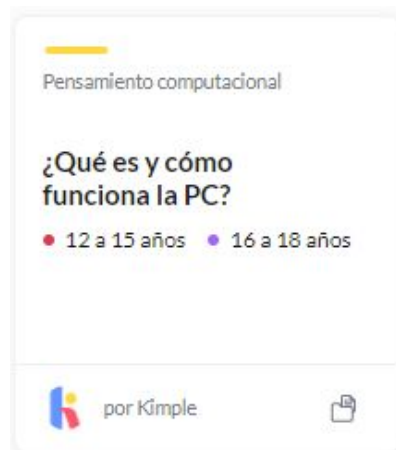 Pensamiento computacional
¿Qué es y cómo
funciona la PC?
12 a 15 años 16 a 18 años
por Kimple